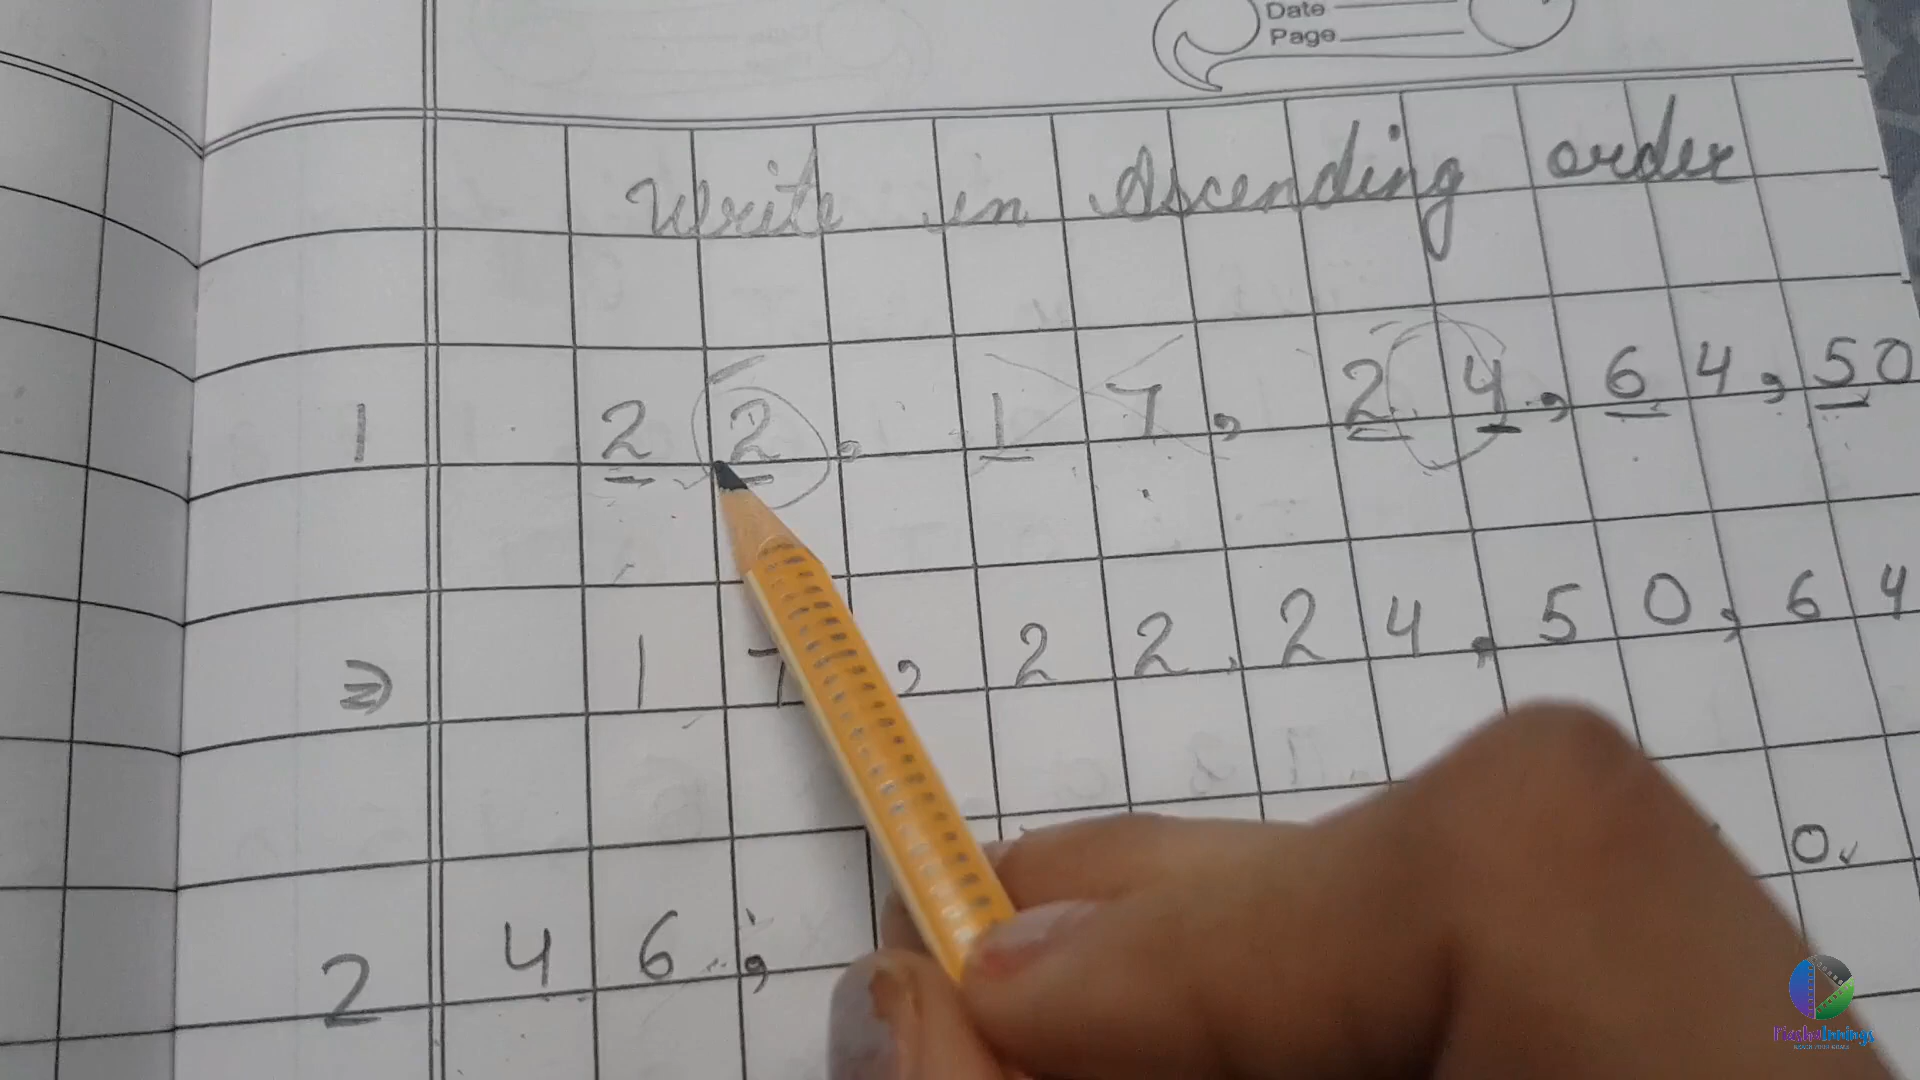 Date
Page
Write in Ascending order
1 22, 17, 24, 64, 50
⇒ 17, 22, 24, 50, 64
0
2 46,